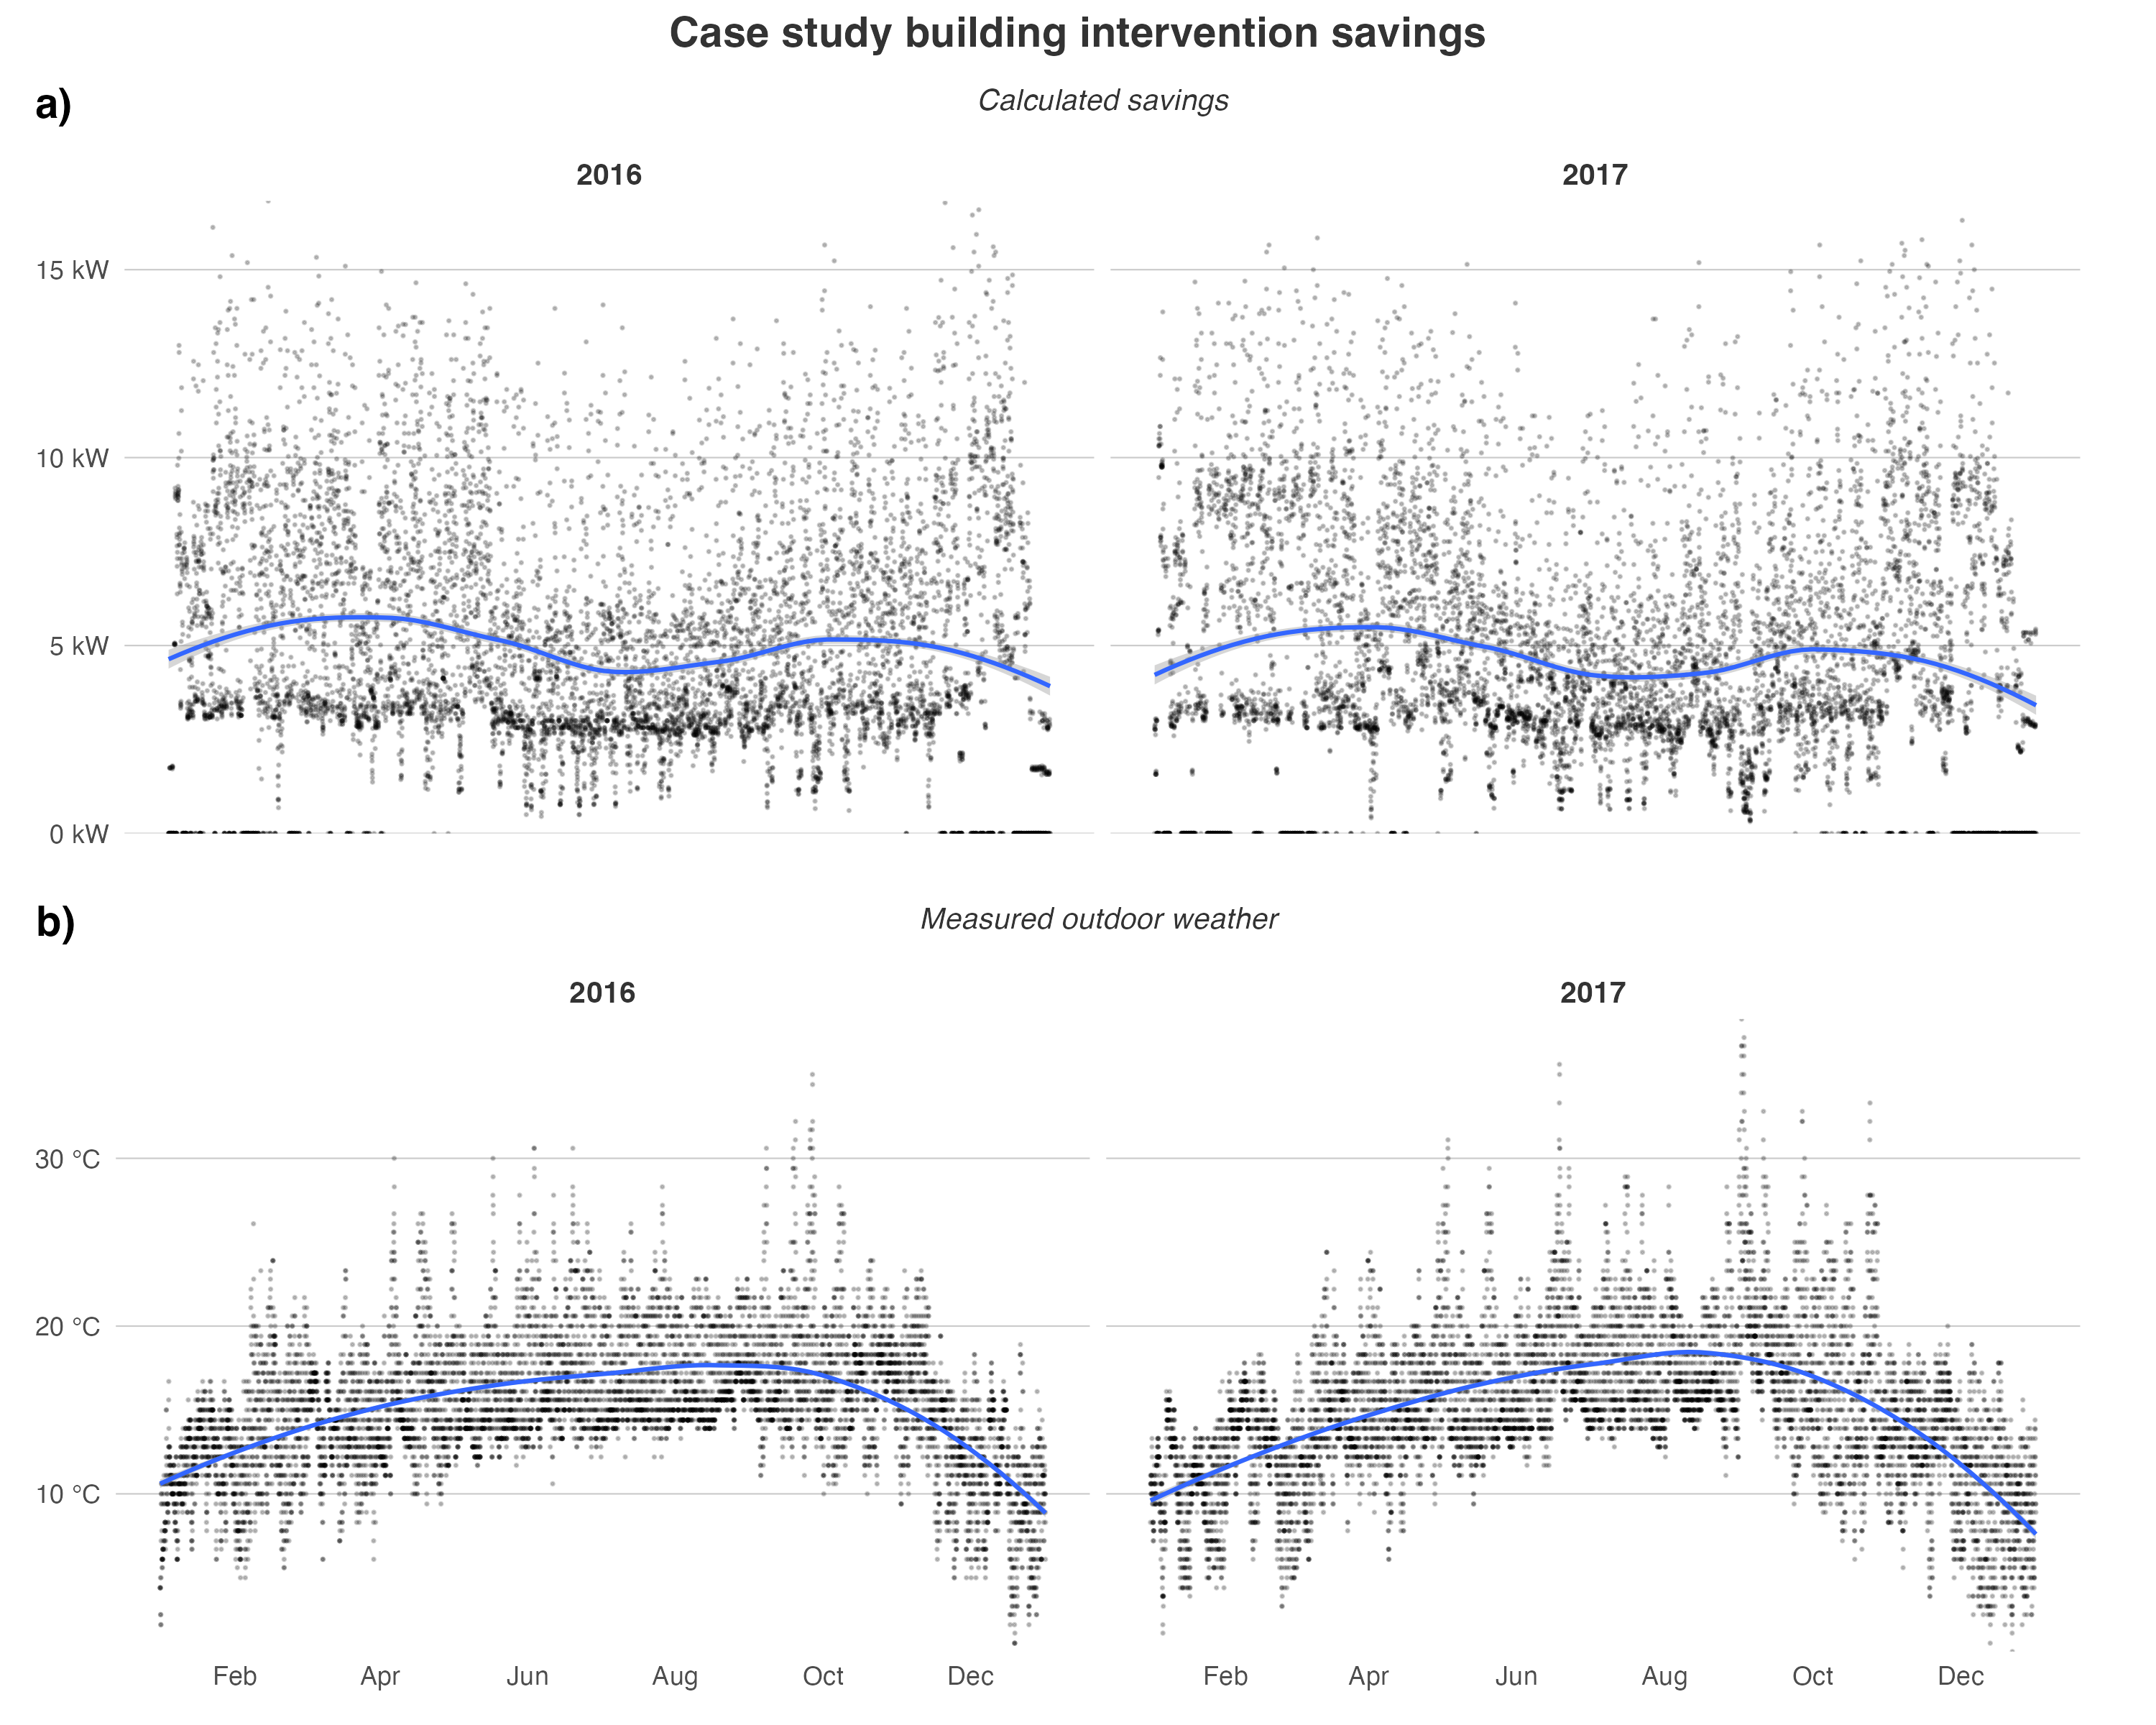 Case study building intervention savings
a)
Calculated savings
2016 2017
15 kW
10 kW
5 kW
0 kW
b)
Measured outdoor weather
2016 2017
30 °C
20 °C
10 °C
Feb Apr Jun Aug Oct Dec Feb Apr Jun Aug Oct Dec